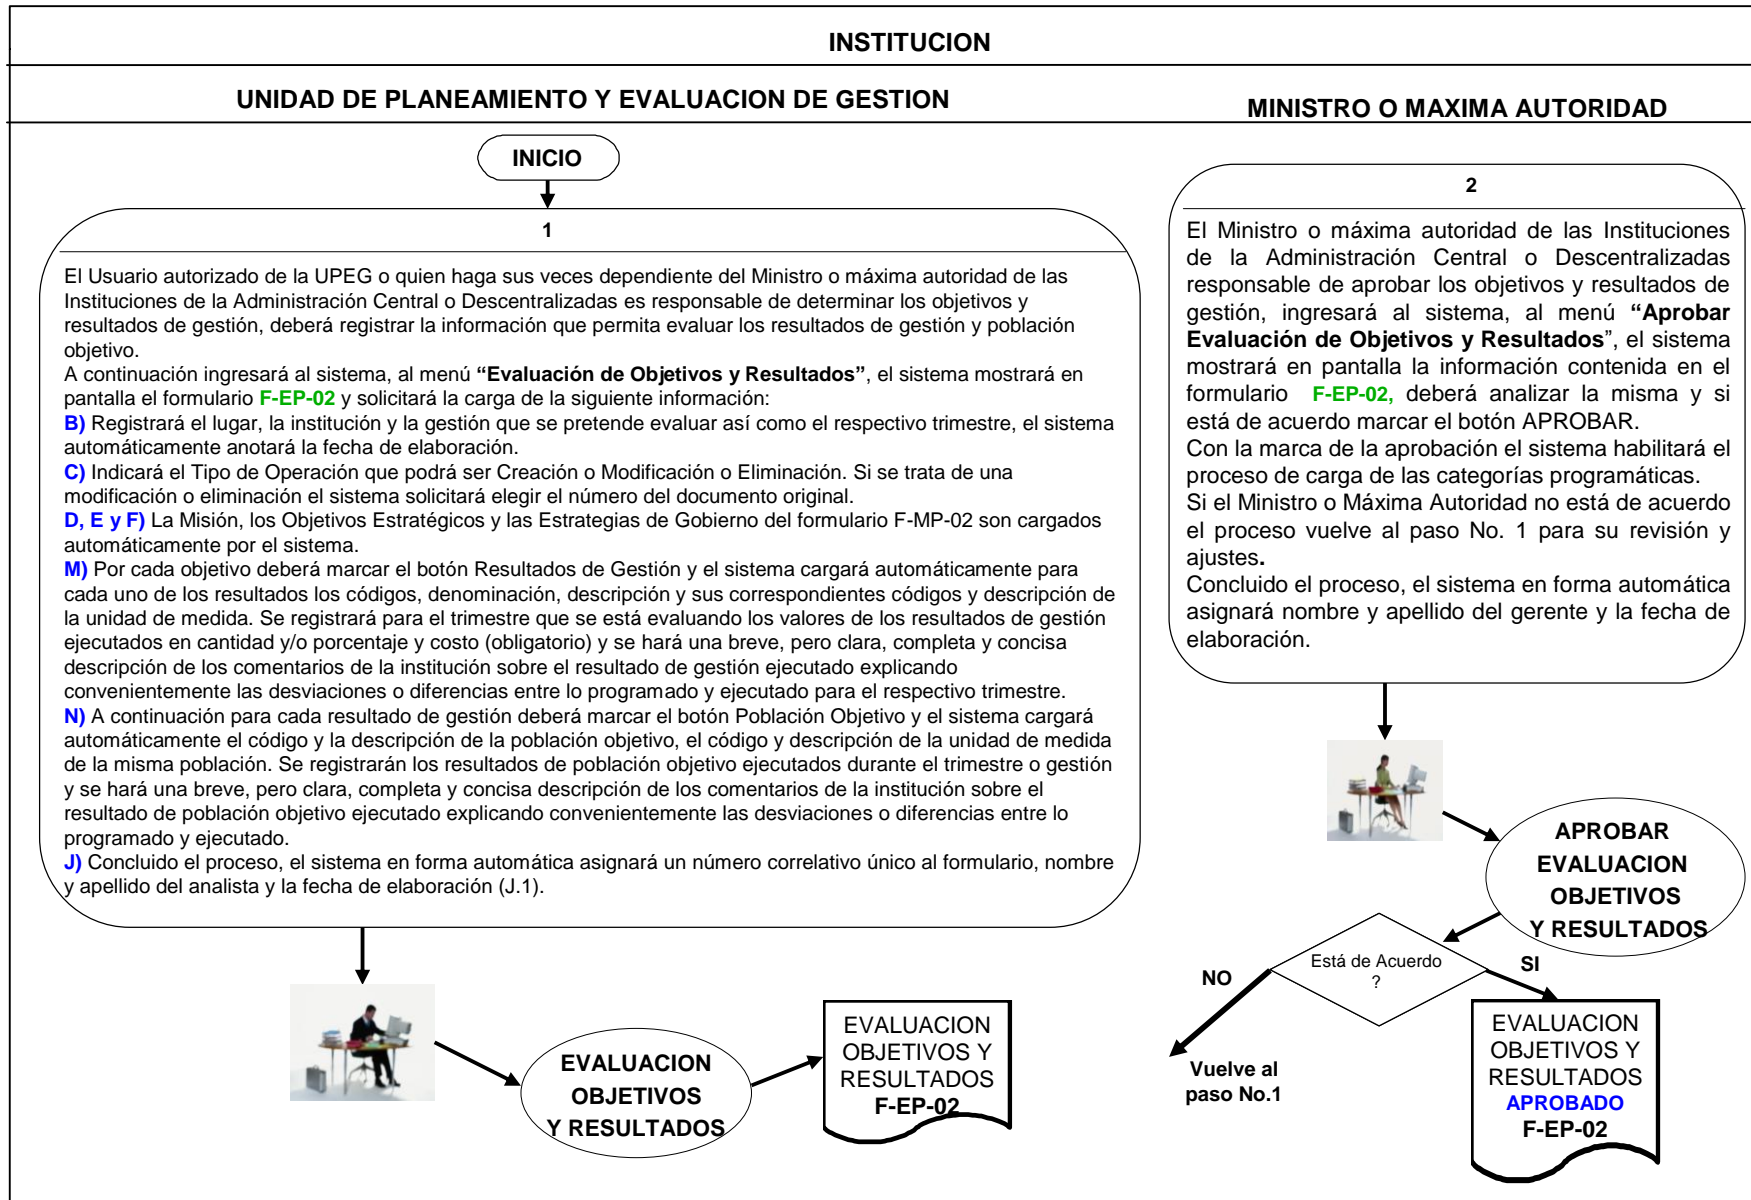 INSTITUCION
UNIDAD DE PLANEAMIENTO Y EVALUACION DE GESTION
MINISTRO O MAXIMA AUTORIDAD
INICIO
1
El Usuario autorizado de la UPEG o quien haga sus veces dependiente del Ministro o máxima autoridad de las
Instituciones de la Administración Central o Descentralizadas es responsable de determinar los objetivos y
resultados de gestión, deberá registrar la información que permita evaluar los resultados de gestión y población
objetivo.
A continuación ingresará al sistema, al menú “Evaluación de Objetivos y Resultados”, el sistema mostrará en
pantalla el formulario F-EP-02 y solicitará la carga de la siguiente información:
B) Registrará el lugar, la institución y la gestión que se pretende evaluar así como el respectivo trimestre, el sistema
automáticamente anotará la fecha de elaboración.
C) Indicará el Tipo de Operación que podrá ser Creación o Modificación o Eliminación. Si se trata de una
modificación o eliminación el sistema solicitará elegir el número del documento original.
D, E y F) La Misión, los Objetivos Estratégicos y las Estrategias de Gobierno del formulario F-MP-02 son cargados
automáticamente por el sistema.
M) Por cada objetivo deberá marcar el botón Resultados de Gestión y el sistema cargará automáticamente para
cada uno de los resultados los códigos, denominación, descripción y sus correspondientes códigos y descripción de
la unidad de medida. Se registrará para el trimestre que se está evaluando los valores de los resultados de gestión
ejecutados en cantidad y/o porcentaje y costo (obligatorio) y se hará una breve, pero clara, completa y concisa
descripción de los comentarios de la institución sobre el resultado de gestión ejecutado explicando
convenientemente las desviaciones o diferencias entre lo programado y ejecutado para el respectivo trimestre.
N) A continuación para cada resultado de gestión deberá marcar el botón Población Objetivo y el sistema cargará
automáticamente el código y la descripción de la población objetivo, el código y descripción de la unidad de medida
de la misma población. Se registrarán los resultados de población objetivo ejecutados durante el trimestre o gestión
y se hará una breve, pero clara, completa y concisa descripción de los comentarios de la institución sobre el
resultado de población objetivo ejecutado explicando convenientemente las desviaciones o diferencias entre lo
programado y ejecutado.
J) Concluido el proceso, el sistema en forma automática asignará un número correlativo único al formulario, nombre
y apellido del analista y la fecha de elaboración (J.1).
EVALUACION
OBJETIVOS
Y RESULTADOS
EVALUACION
OBJETIVOS Y
RESULTADOS
F-EP-02
2
El Ministro o máxima autoridad de las Instituciones
de la Administración Central o Descentralizadas
responsable de aprobar los objetivos y resultados de
gestión, ingresará al sistema, al menú “Aprobar
Evaluación de Objetivos y Resultados”, el sistema
mostrará en pantalla la información contenida en el
formulario F-EP-02, deberá analizar la misma y si
está de acuerdo marcar el botón APROBAR.
Con la marca de la aprobación el sistema habilitará el
proceso de carga de las categorías programáticas.
Si el Ministro o Máxima Autoridad no está de acuerdo
el proceso vuelve al paso No. 1 para su revisión y
ajustes.
Concluido el proceso, el sistema en forma automática
asignará nombre y apellido del gerente y la fecha de
elaboración.
APROBAR
EVALUACION
OBJETIVOS
Y RESULTADOS
Está de Acuerdo
?
NO
SI
Vuelve al
paso No.1
EVALUACION
OBJETIVOS Y
RESULTADOS
APROBADO
F-EP-02